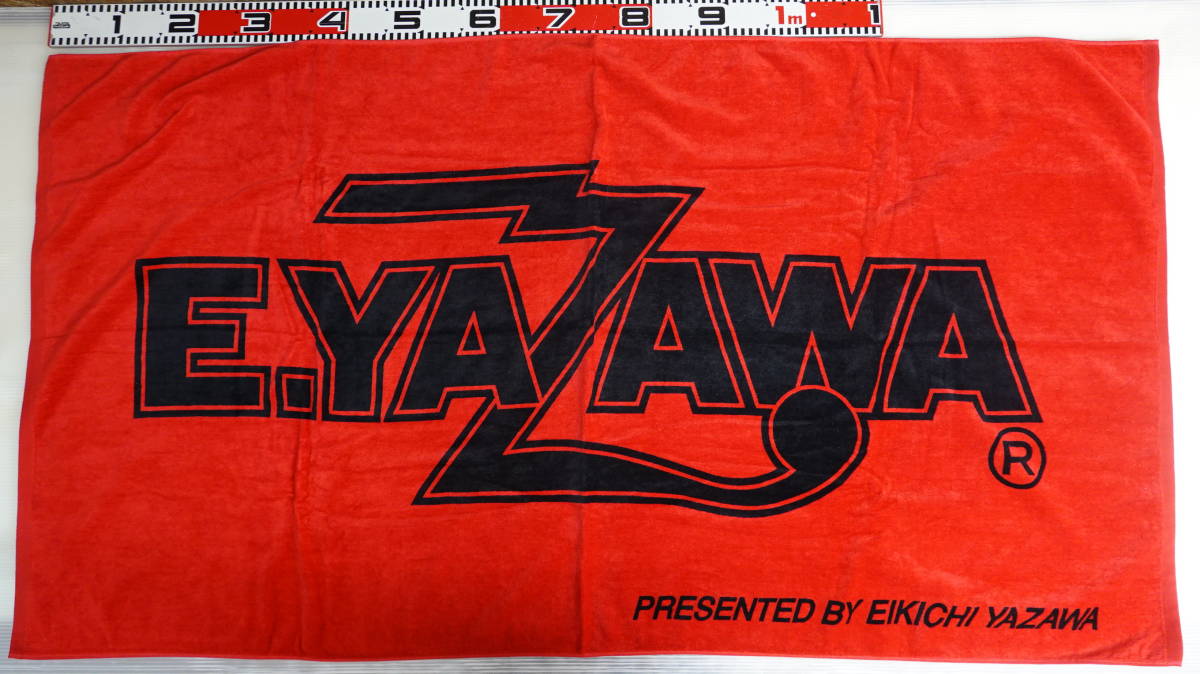 1 2 3 4 5 6 7 8 9 1m 1
E.YAZAWA
®
PRESENTED BY EIKICHI YAZAWA